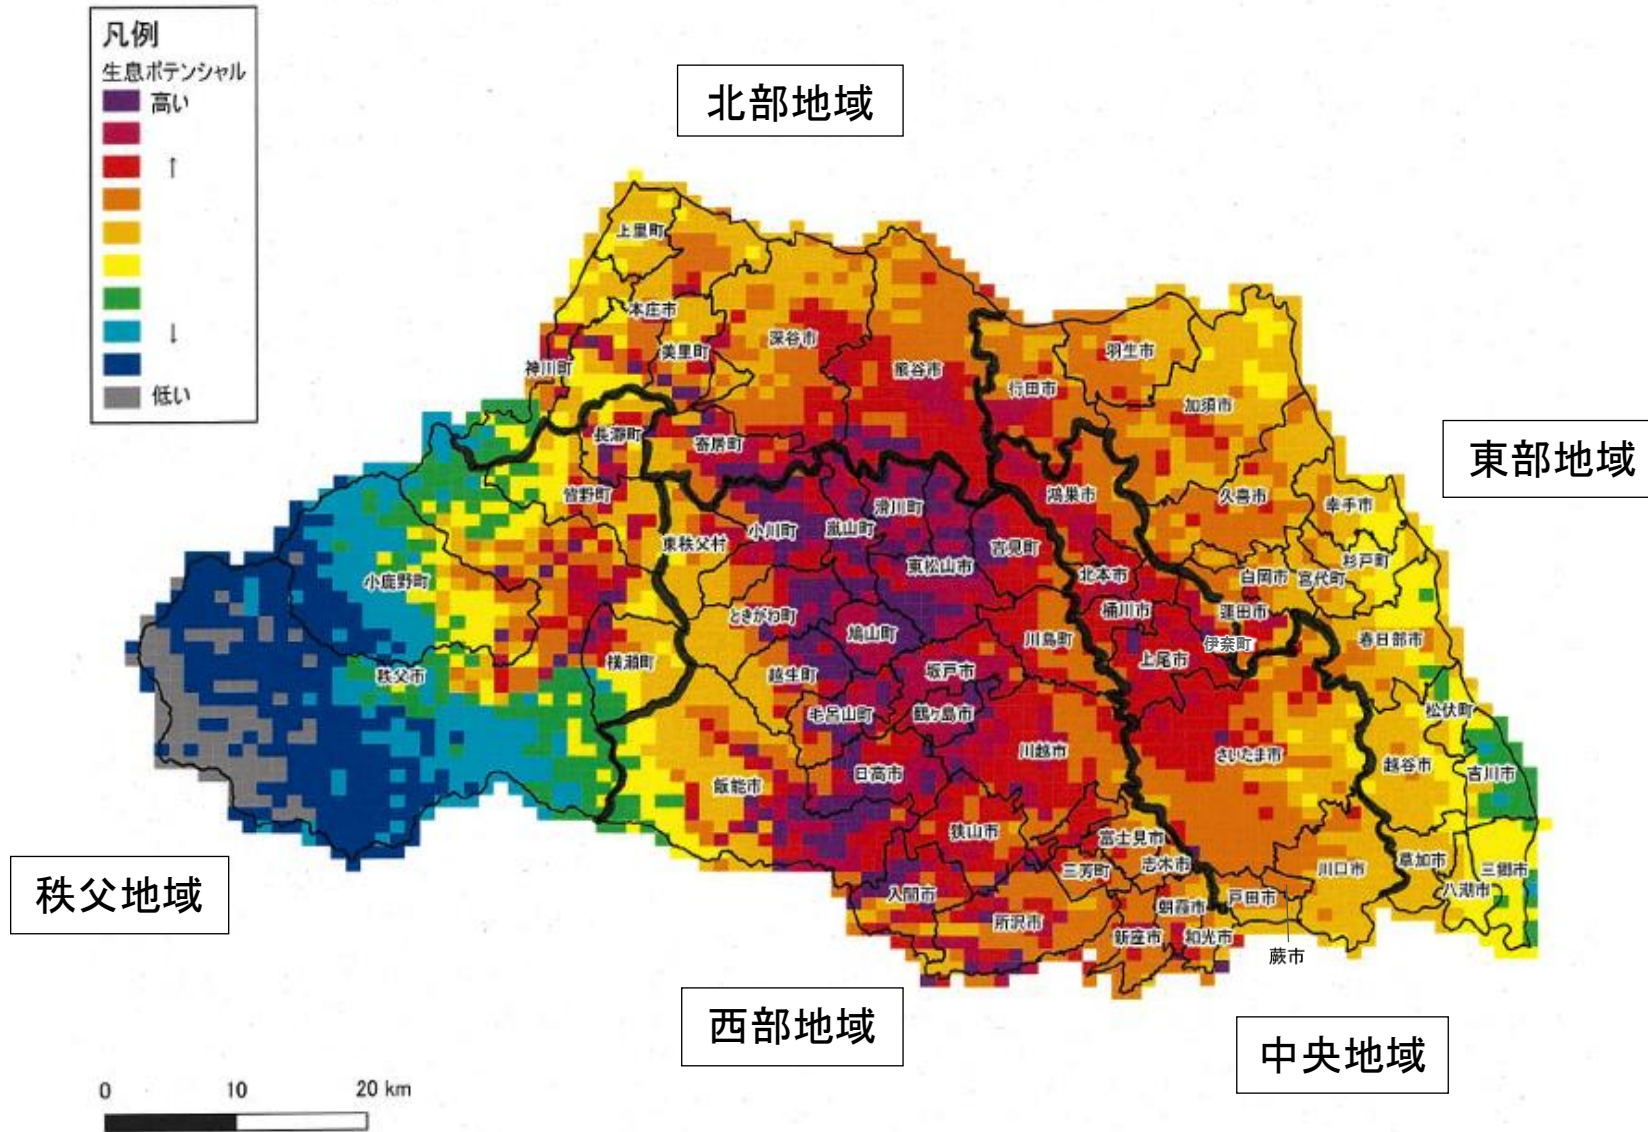 凡例
生息ポテンシャル
高い
↑
↓
低い
北部地域
上里町
本庄市
美里町
神川町
深谷市
熊谷市
行田市
羽生市
加須市
東部地域
長瀞町
寄居町
皆野町
鴻巣市
久喜市
幸手市
小川町
嵐山町
滑川町
吉見町
東秩父村
東松山市
北本市
白岡市
宮代町
杉戸町
小鹿野町
ときがわ町
鳩山町
川島町
桶川市
蓮田市
伊奈町
春日部市
横瀬町
秩父市
越生町
坂戸市
上尾市
毛呂山町
鶴ヶ島市
松伏町
川越市
さいたま市
越谷市
吉川市
日高市
飯能市
狭山市
富士見市
志木市
三芳町
川口市
草加市
八潮市
三郷市
秩父地域
入間市
所沢市
朝霞市
戸田市
新座市
和光市
蕨市
西部地域
中央地域
0 10 20 km